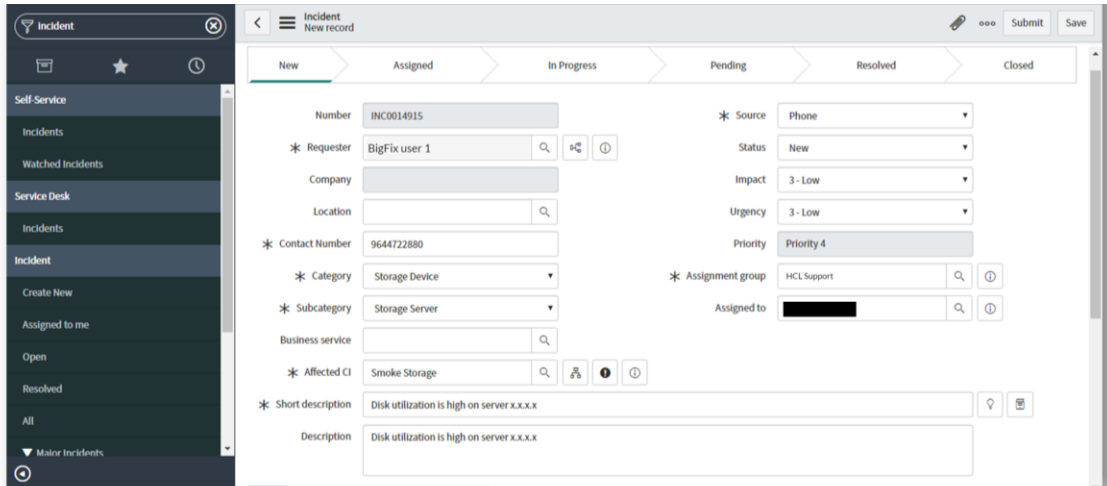 Incident
Self-Service
Incidents
Watched Incidents
Service Desk
Incidents
Incident
Create New
Assigned to me
Open
Resolved
All
Major Incidents
Incident
New record
Submit
Save
New
Assigned
In Progress
Pending
Resolved
Closed
Number INC0014915
Requester BigFix user 1
Company
Location
Contact Number 9644722880
Category Storage Device
Subcategory Storage Server
Business service
Affected CI Smoke Storage
Source Phone
Status New
Impact 3 - Low
Urgency 3 - Low
Priority Priority 4
Assignment group HCL Support
Assigned to
Short description Disk utilization is high on server x.x.x.x
Description Disk utilization is high on server x.x.x.x